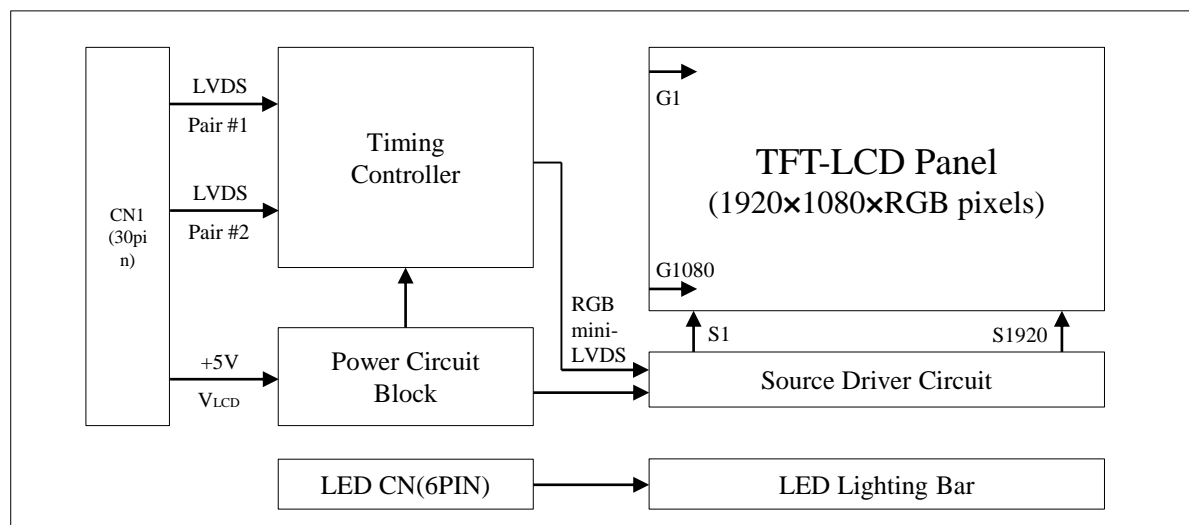 CN1
(30pi
n)
LVDS
Pair #1
LVDS
Pair #2
+5V
VLCD
Timing
Controller
Power Circuit
Block
RGB
mini-
LVDS
G1
TFT-LCD Panel
(1920×1080×RGB pixels)
G1080
S1
S1920
Source Driver Circuit
LED CN(6PIN)
LED Lighting Bar